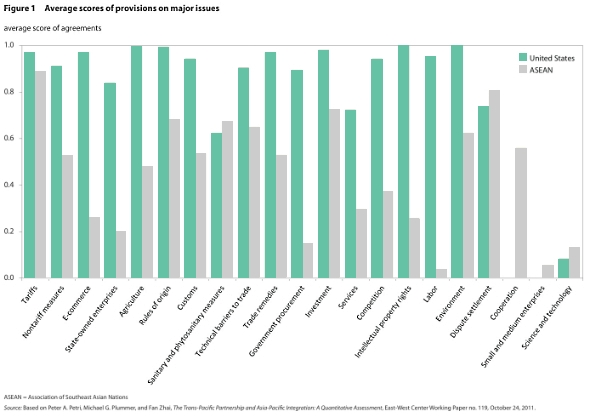 Figure 1 Average scores of provisions on major issues
average score of agreements
1.0
0.8
0.6
0.4
0.2
0.0
United States
ASEAN
Tariffs
Nontariff measures
E-commerce
State-owned enterprises
Agriculture
Rules of origin
Customs
Sanitary and phytosanitary measures
Technical barriers to trade
Trade remedies
Government procurement
Investment
Services
Competition
Intellectual property rights
Labor
Environment
Dispute settlement
Cooperation
Small and medium enterprises
Science and technology
ASEAN = Association of Southeast Asian Nations
Source: Based on Peter A. Petri, Michael G. Plummer, and Fan Zhai, The Trans-Pacific Partnership and Asia-Pacific Integration: A Quantitative Assessment, East-West Center Working Paper no. 119, October 24, 2011.